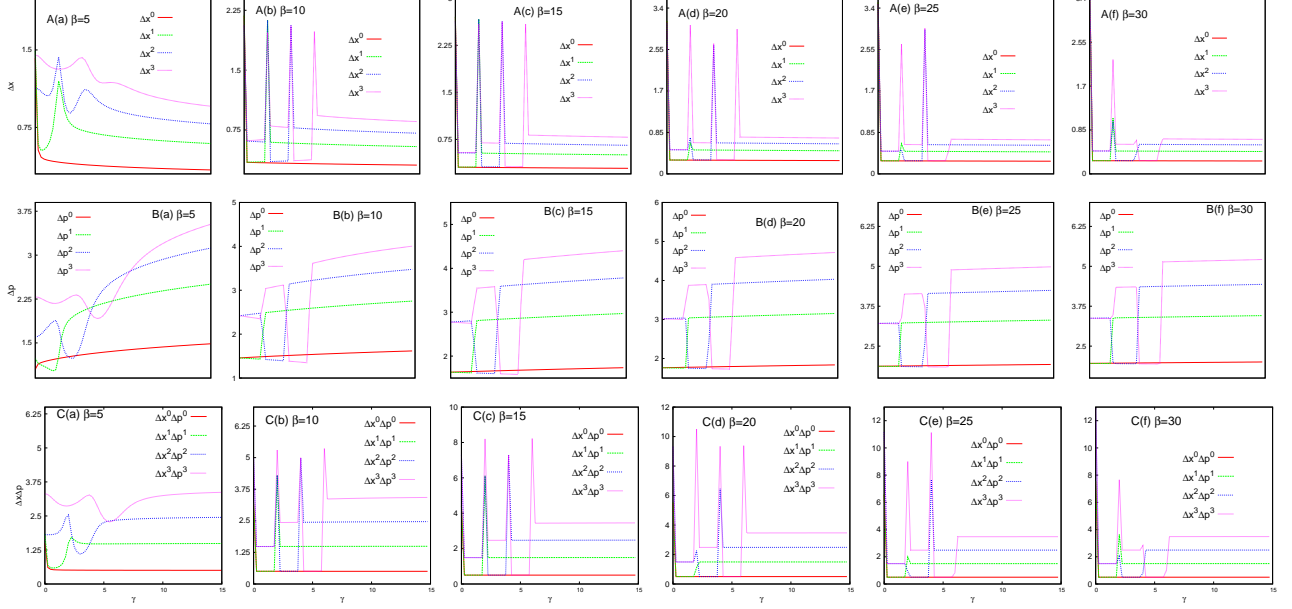 A(a) β=5
Δx⁰
Δx¹
Δx²
Δx³
1.5
0.75
Δx
A(b) β=10
Δx⁰
Δx¹
Δx²
Δx³
2.25
1.5
0.75
A(c) β=15
Δx⁰
Δx¹
Δx²
Δx³
2.25
1.5
0.75
A(d) β=20
Δx⁰
Δx¹
Δx²
Δx³
3.4
2.55
1.7
0.85
0
A(e) β=25
Δx⁰
Δx¹
Δx²
Δx³
3.4
2.55
1.7
0.85
0
A(f) β=30
Δx⁰
Δx¹
Δx²
Δx³
2.55
1.7
0.85
0
B(a) β=5
Δp⁰
Δp¹
Δp²
Δp³
3.75
3
2.25
1.5
Δp
B(b) β=10
Δp⁰
Δp¹
Δp²
Δp³
5
4
3
2
1
B(c) β=15
Δp⁰
Δp¹
Δp²
Δp³
5
4
3
2
B(d) β=20
Δp⁰
Δp¹
Δp²
Δp³
6
5
4
3
2
B(e) β=25
Δp⁰
Δp¹
Δp²
Δp³
6.25
5
3.75
2.5
B(f) β=30
Δp⁰
Δp¹
Δp²
Δp³
6.25
5
3.75
2.5
C(a) β=5
Δx⁰Δp⁰
Δx¹Δp¹
Δx²Δp²
Δx³Δp³
6.25
5
3.75
2.5
1.25
0
ΔxΔp
0 5 10 15
γ
C(b) β=10
Δx⁰Δp⁰
Δx¹Δp¹
Δx²Δp²
Δx³Δp³
6.25
5
3.75
2.5
1.25
0
0 5 10 15
γ
C(c) β=15
Δx⁰Δp⁰
Δx¹Δp¹
Δx²Δp²
Δx³Δp³
10
8
6
4
2
0
0 5 10 15
γ
C(d) β=20
Δx⁰Δp⁰
Δx¹Δp¹
Δx²Δp²
Δx³Δp³
12
10
8
6
4
2
0
0 5 10 15
γ
C(e) β=25
Δx⁰Δp⁰
Δx¹Δp¹
Δx²Δp²
Δx³Δp³
12
10
8
6
4
2
0
0 5 10 15
γ
C(f) β=30
Δx⁰Δp⁰
Δx¹Δp¹
Δx²Δp²
Δx³Δp³
12
10
8
6
4
2
0
0 5 10 15
γ